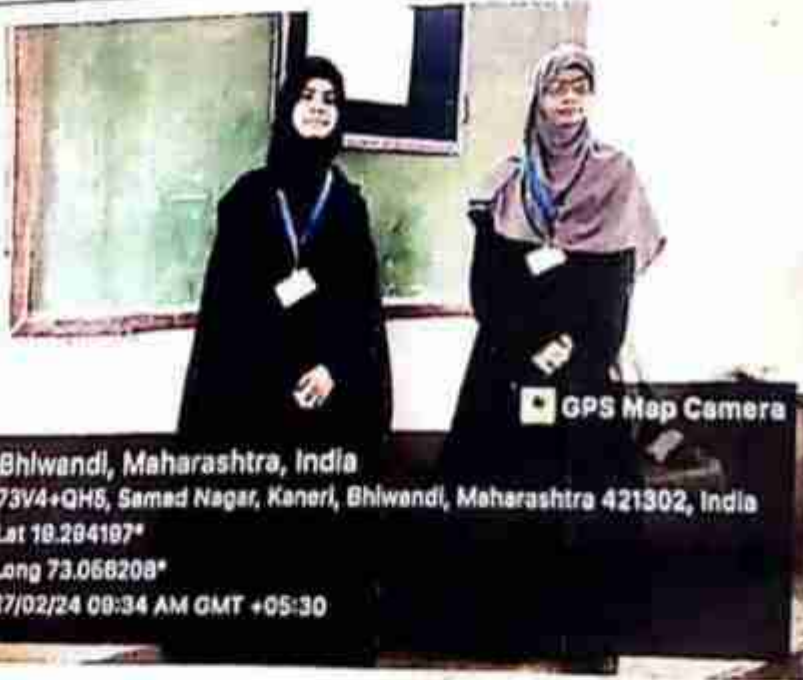 GPS Map Camera
Bhiwandi, Maharashtra, India
73V4+QH5, Samad Nagar, Kaneri, Bhiwandi, Maharashtra 421302, India
Lat 19.294197°
Long 73.056208°
7/02/24 09:34 AM GMT +05:30